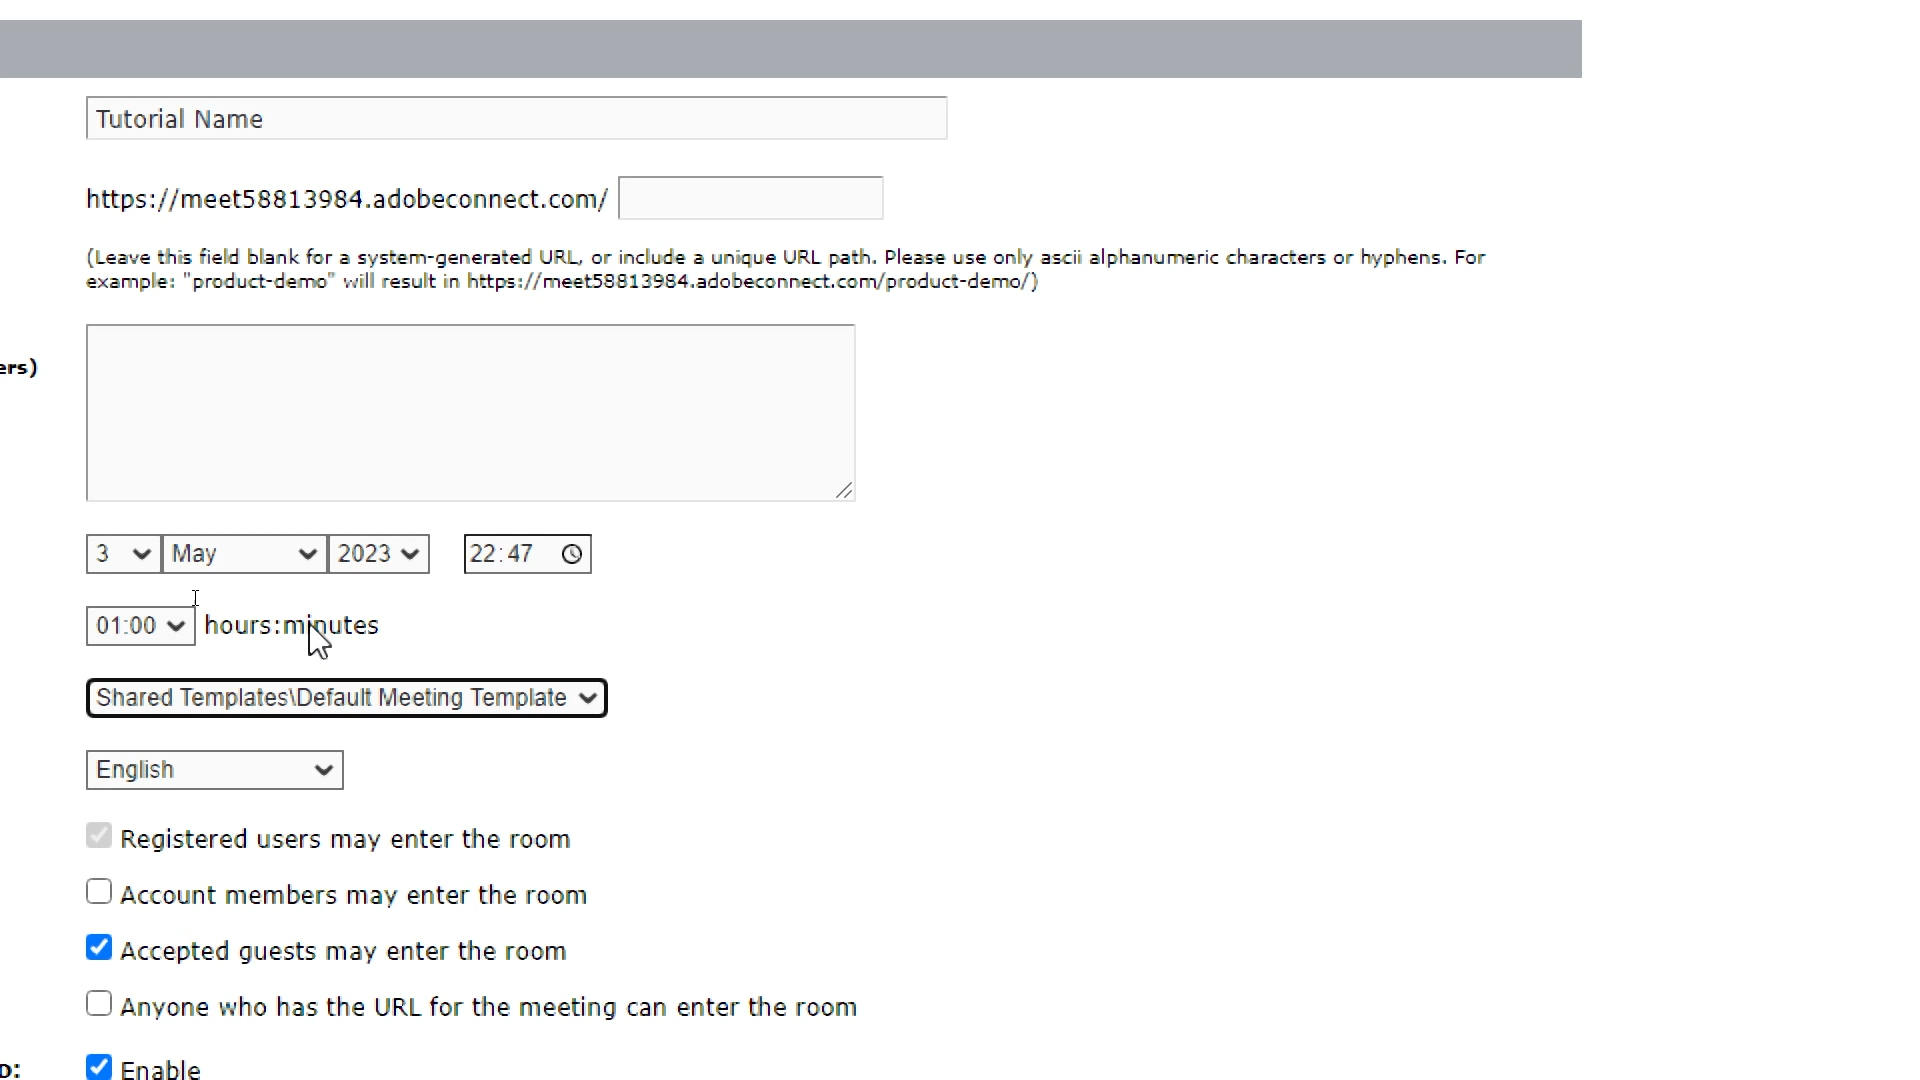 Tutorial Name
https://meet58813984.adobeconnect.com/
(Leave this field blank for a system-generated URL, or include a unique URL path. Please use only ascii alphanumeric characters or hyphens. For
example: "product-demo" will result in https://meet58813984.adobeconnect.com/product-demo/)
ers)
3 May 2023 22:47
01:00 hours:minutes
Shared Templates\Default Meeting Template
English
Registered users may enter the room
Account members may enter the room
Accepted guests may enter the room
Anyone who has the URL for the meeting can enter the room
D: Enable